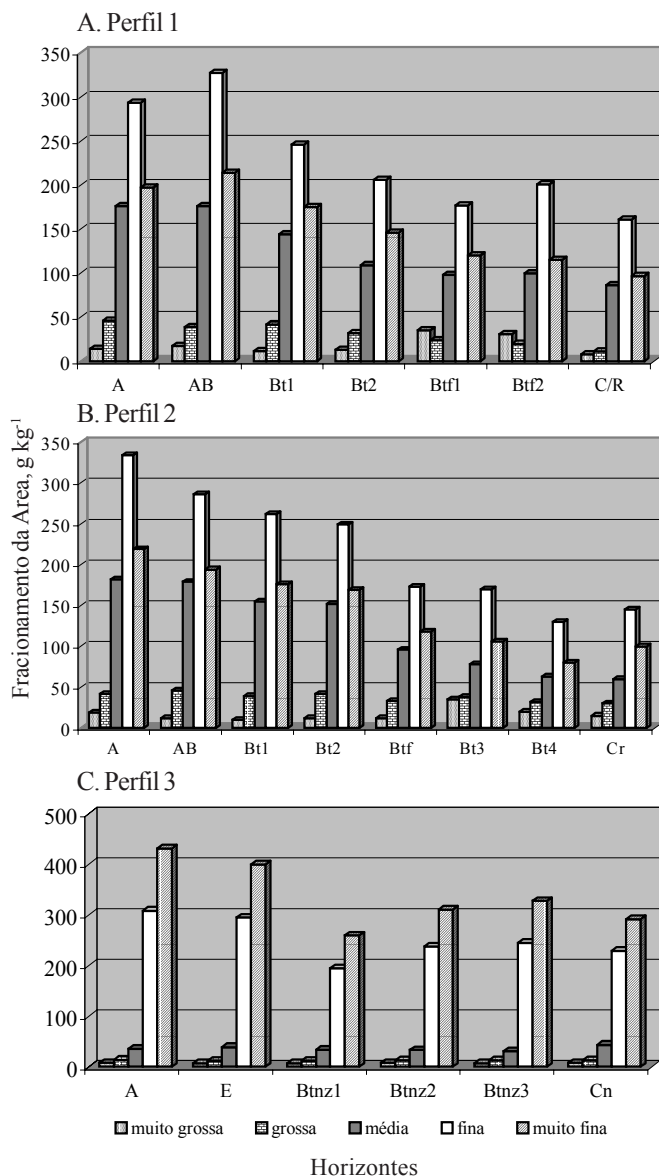 A. Perfil 1
350
300
250
200
150
100
50
0
A AB Bt1 Bt2 Btf1 Btf2 C/R
B. Perfil 2
350
300
250
200
150
100
50
0
A AB Bt1 Bt2 Btf Bt3 Bt4 Cr
Fracionamento da Area, g kg⁻¹
C. Perfil 3
500
400
300
200
100
0
A E Btnz1 Btnz2 Btnz3 Cn
muito grossa grossa média fina muito fina
Horizontes